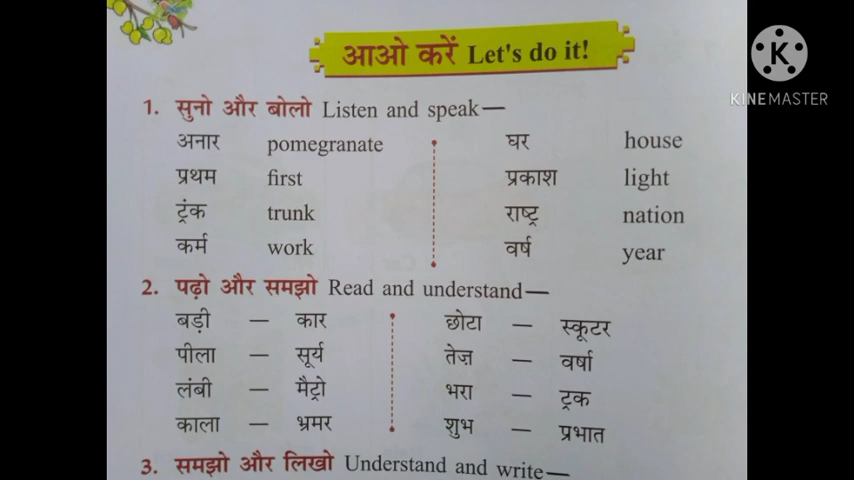 आओ करें Let's do it!
K
KINEMASTER
1. सुनो और बोलो Listen and speak—
अनार pomegranate घर house
प्रथम first प्रकाश light
ट्रंक trunk राष्ट्र nation
कर्म work वर्ष year
2. पढ़ो और समझो Read and understand—
बड़ी — कार छोटा — स्कूटर
पीला — सूर्य तेज़ — वर्षा
लंबी — मैट्रो भरा — ट्रक
काला — भ्रमर शुभ — प्रभात
3. समझो और लिखो Understand and write—